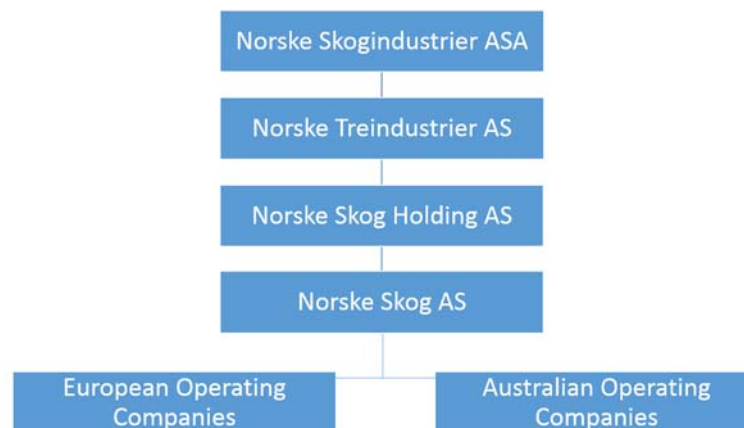 Norske Skogindustrier ASA
Norske Treindustrier AS
Norske Skog Holding AS
Norske Skog AS
European Operating
Companies
Australian Operating
Companies